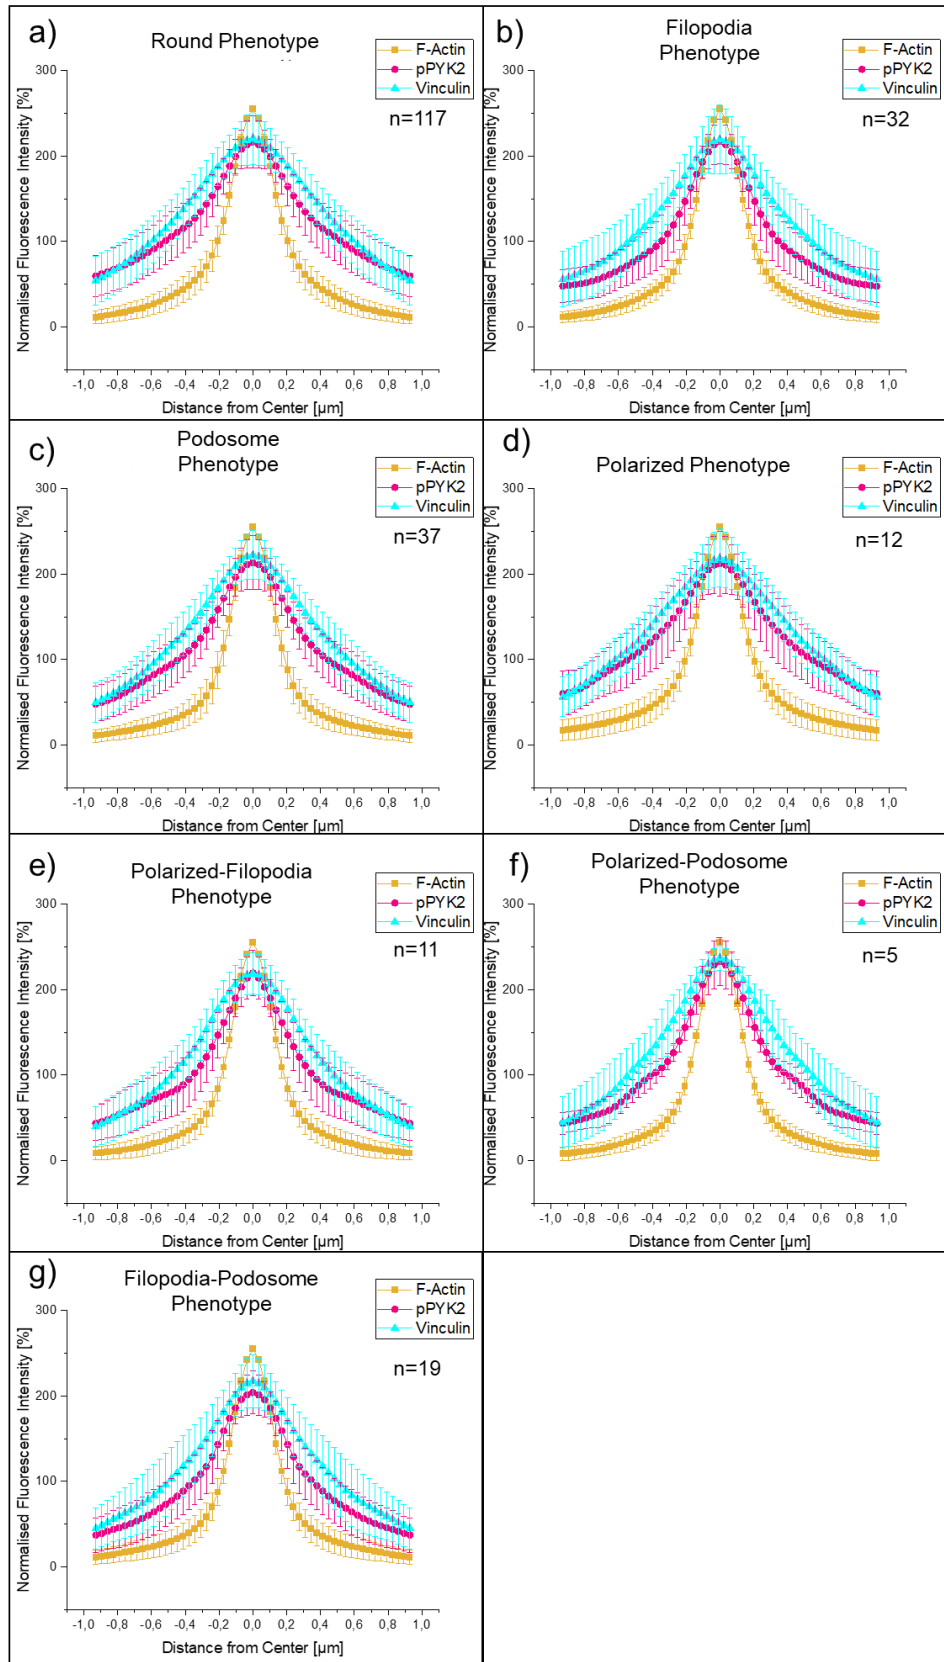 a)
Round Phenotype
F-Actin
pPYK2
Vinculin
n=117
Normalised Fluorescence Intensity [%]
300
200
100
0
-1,0 -0,8 -0,6 -0,4 -0,2 0,0 0,2 0,4 0,6 0,8 1,0
Distance from Center [µm]
b)
Filopodia
Phenotype
F-Actin
pPYK2
Vinculin
n=32
Normalised Fluorescence Intensity [%]
300
200
100
0
-1,0 -0,8 -0,6 -0,4 -0,2 0,0 0,2 0,4 0,6 0,8 1,0
Distance from Center [µm]
c)
Podosome
Phenotype
F-Actin
pPYK2
Vinculin
n=37
Normalised Fluorescence Intensity [%]
300
200
100
0
-1,0 -0,8 -0,6 -0,4 -0,2 0,0 0,2 0,4 0,6 0,8 1,0
Distance from Center [µm]
d)
Polarized Phenotype
F-Actin
pPYK2
Vinculin
n=12
Normalised Fluorescence Intensity [%]
300
200
100
0
-1,0 -0,8 -0,6 -0,4 -0,2 0,0 0,2 0,4 0,6 0,8 1,0
Distance from Center [µm]
e)
Polarized-Filopodia
Phenotype
F-Actin
pPYK2
Vinculin
n=11
Normalised Fluorescence Intensity [%]
300
200
100
0
-1,0 -0,8 -0,6 -0,4 -0,2 0,0 0,2 0,4 0,6 0,8 1,0
Distance from Center [µm]
f)
Polarized-Podosome
Phenotype
F-Actin
pPYK2
Vinculin
n=5
Normalised Fluorescence Intensity [%]
300
200
100
0
-1,0 -0,8 -0,6 -0,4 -0,2 0,0 0,2 0,4 0,6 0,8 1,0
Distance from Center [µm]
g)
Filopodia-Podosome
Phenotype
F-Actin
pPYK2
Vinculin
n=19
Normalised Fluorescence Intensity [%]
300
200
100
0
-1,0 -0,8 -0,6 -0,4 -0,2 0,0 0,2 0,4 0,6 0,8 1,0
Distance from Center [µm]